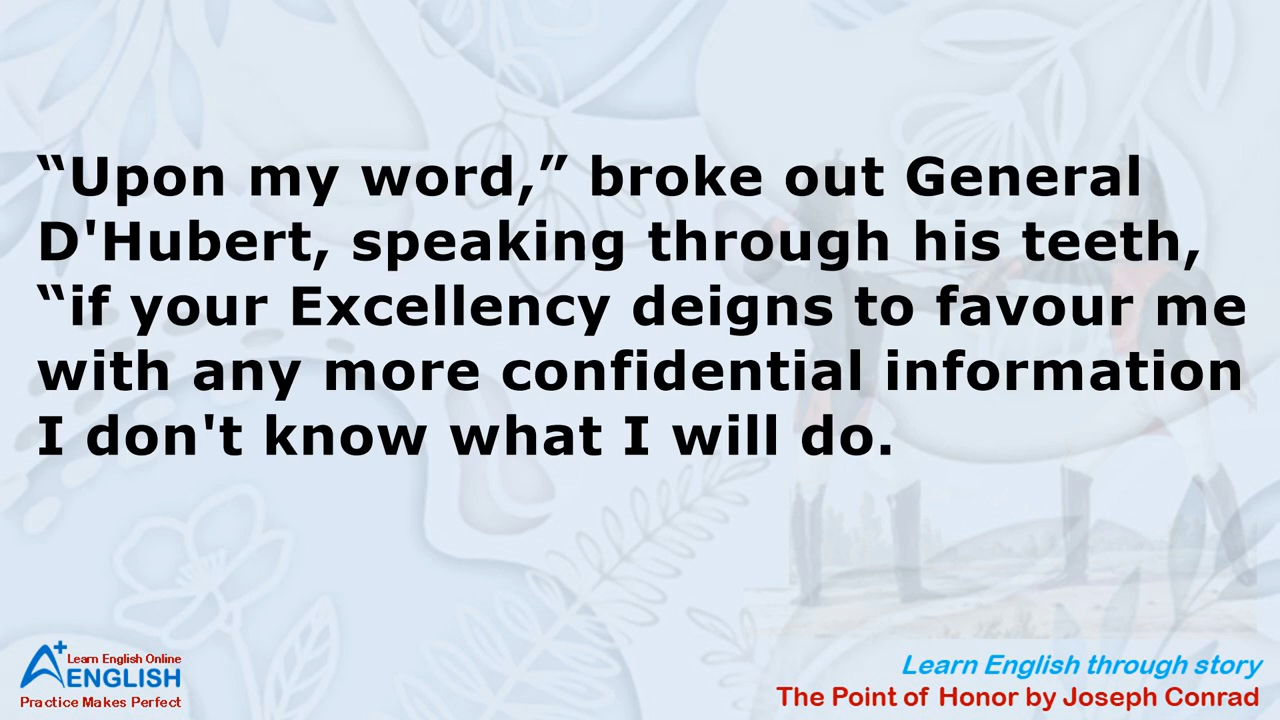 “Upon my word,” broke out General
D'Hubert, speaking through his teeth,
“if your Excellency deigns to favour me
with any more confidential information
I don't know what I will do.
A+ Learn English Online
ENGLISH
Practice Makes Perfect
Learn English through story
The Point of Honor by Joseph Conrad